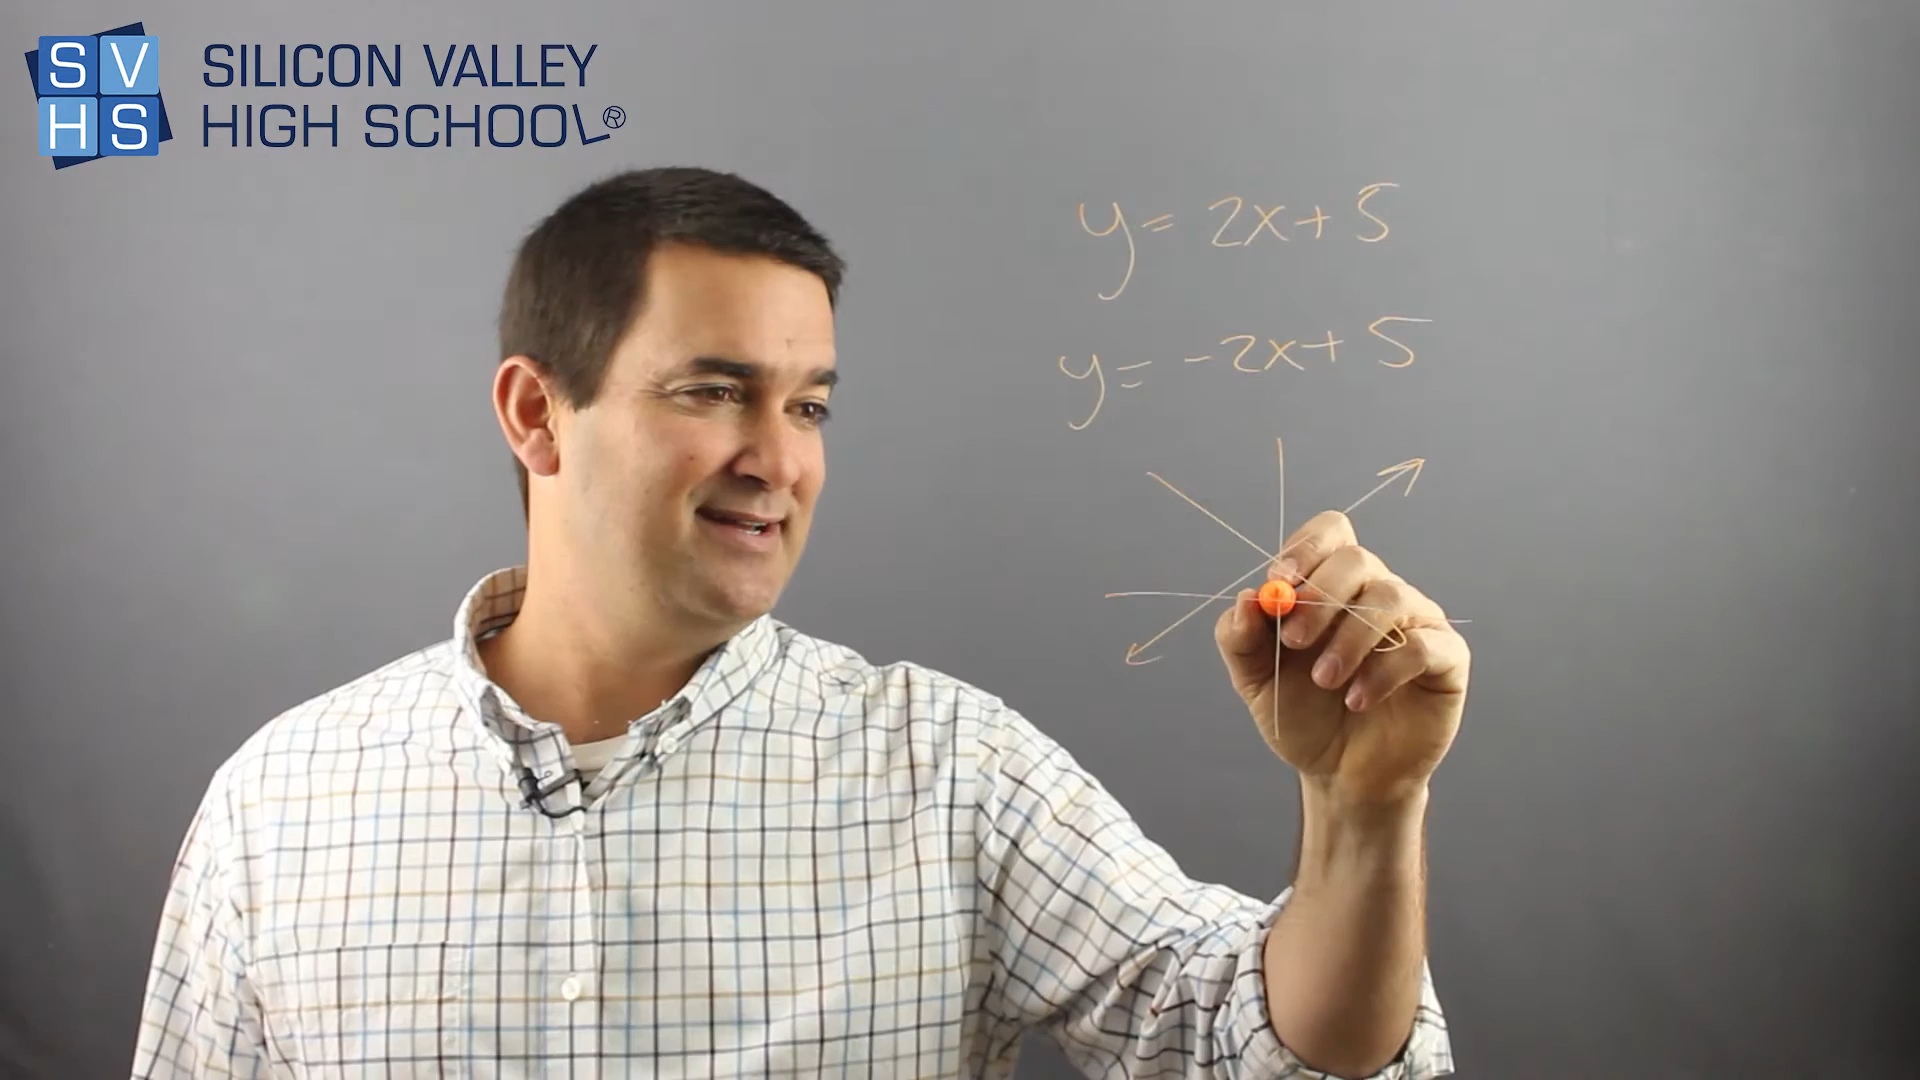 SV
HS
SILICON VALLEY
HIGH SCHOOL®
y = 2x + 5
y = -2x + 5